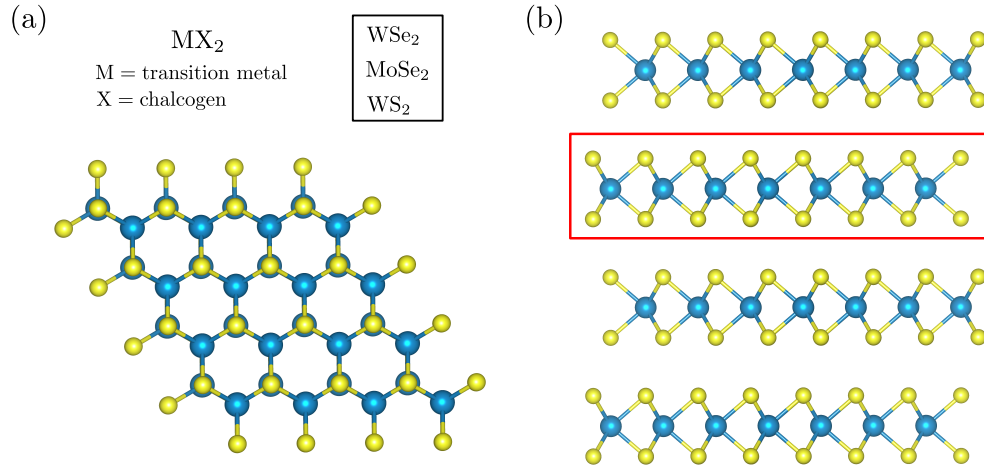 (a)
MX₂
M = transition metal
X = chalcogen
WSe₂
MoSe₂
WS₂
(b)